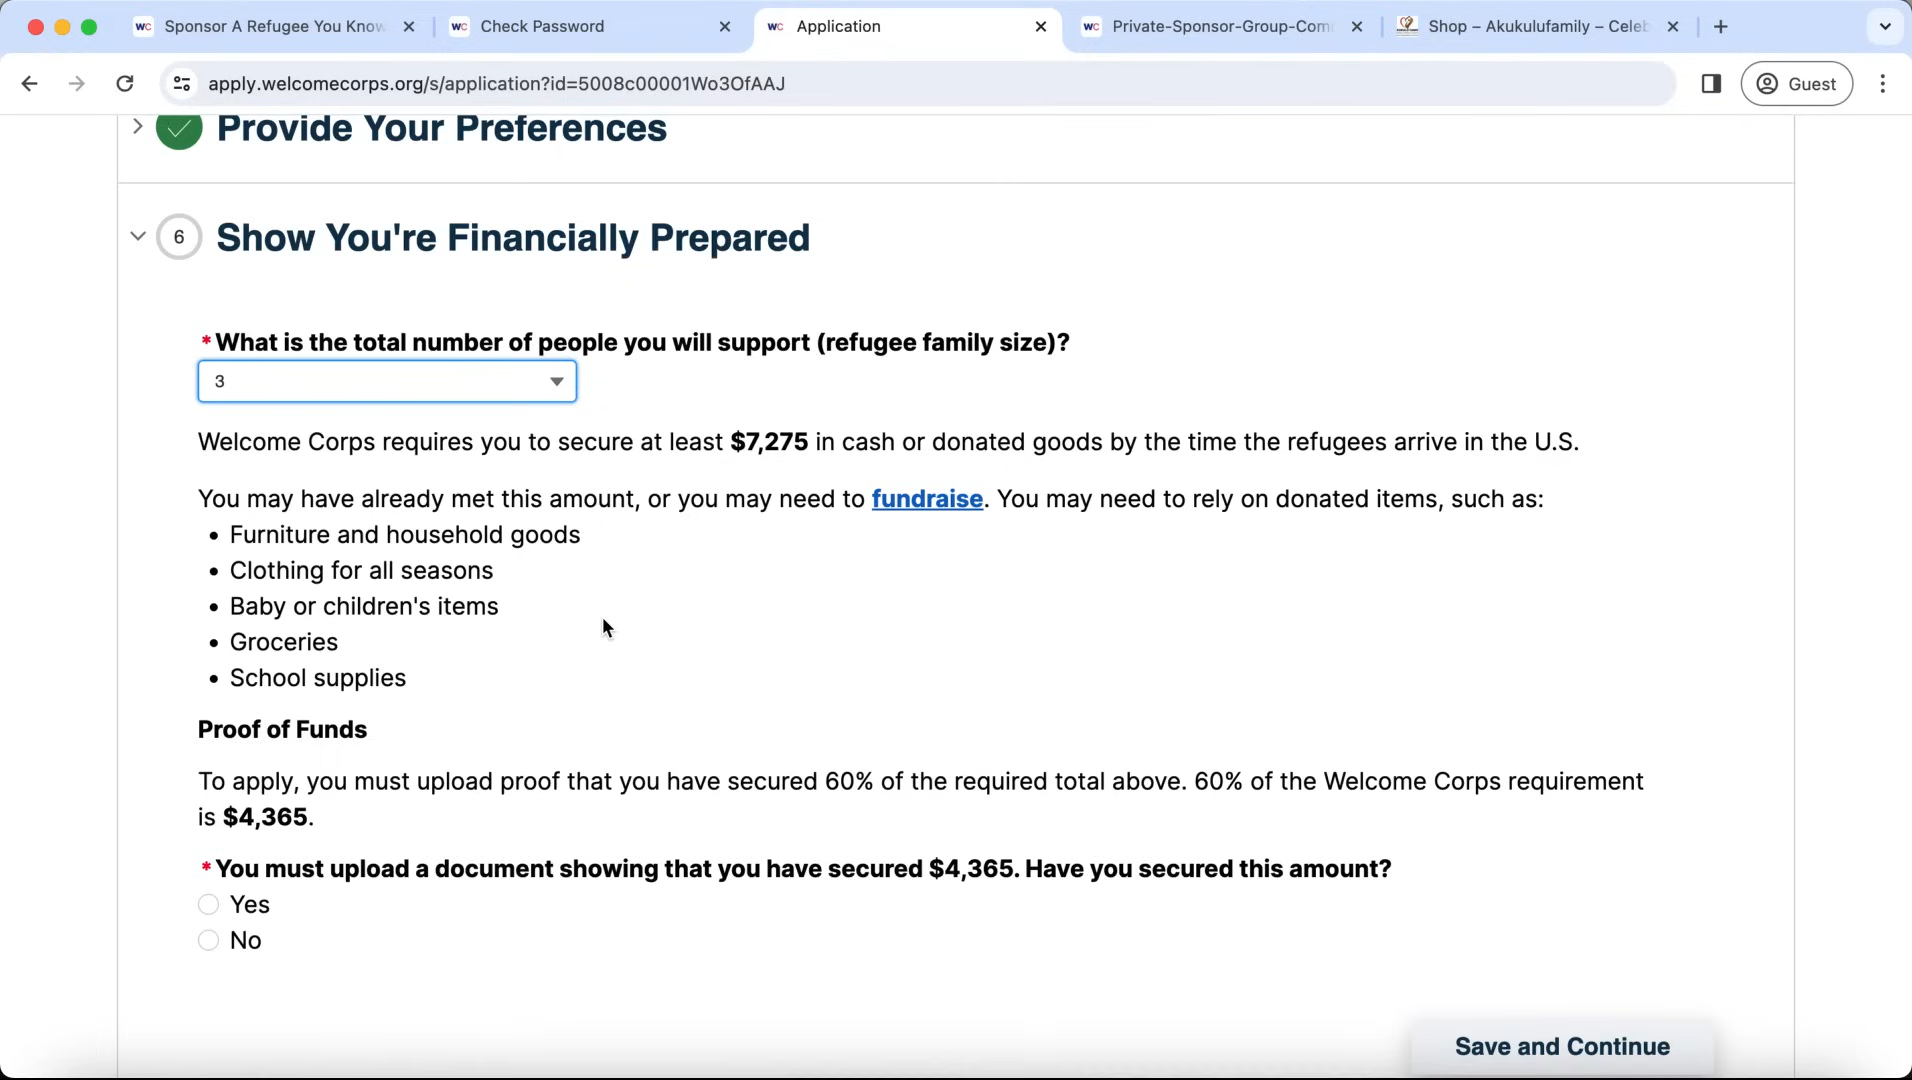 wc Sponsor A Refugee You Know
wc Check Password
wc Application
wc Private-Sponsor-Group-Com
Shop – Akukulufamily – Celeb
apply.welcomecorps.org/s/application?id=5008c00001Wo3OfAAJ
Guest
Provide Your Preferences
6 Show You're Financially Prepared
*What is the total number of people you will support (refugee family size)?
3
Welcome Corps requires you to secure at least $7,275 in cash or donated goods by the time the refugees arrive in the U.S.
You may have already met this amount, or you may need to fundraise. You may need to rely on donated items, such as:
• Furniture and household goods
• Clothing for all seasons
• Baby or children's items
• Groceries
• School supplies
Proof of Funds
To apply, you must upload proof that you have secured 60% of the required total above. 60% of the Welcome Corps requirement
is $4,365.
*You must upload a document showing that you have secured $4,365. Have you secured this amount?
Yes
No
Save and Continue